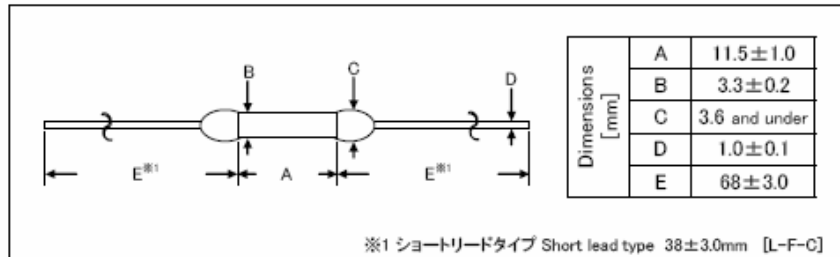 B
C
D
E※1
A
E※1
Dimensions [mm]
A 11.5±1.0
B 3.3±0.2
C 3.6 and under
D 1.0±0.1
E 68±3.0
※1 ショートリードタイプ Short lead type 38±3.0mm [L-F-C]